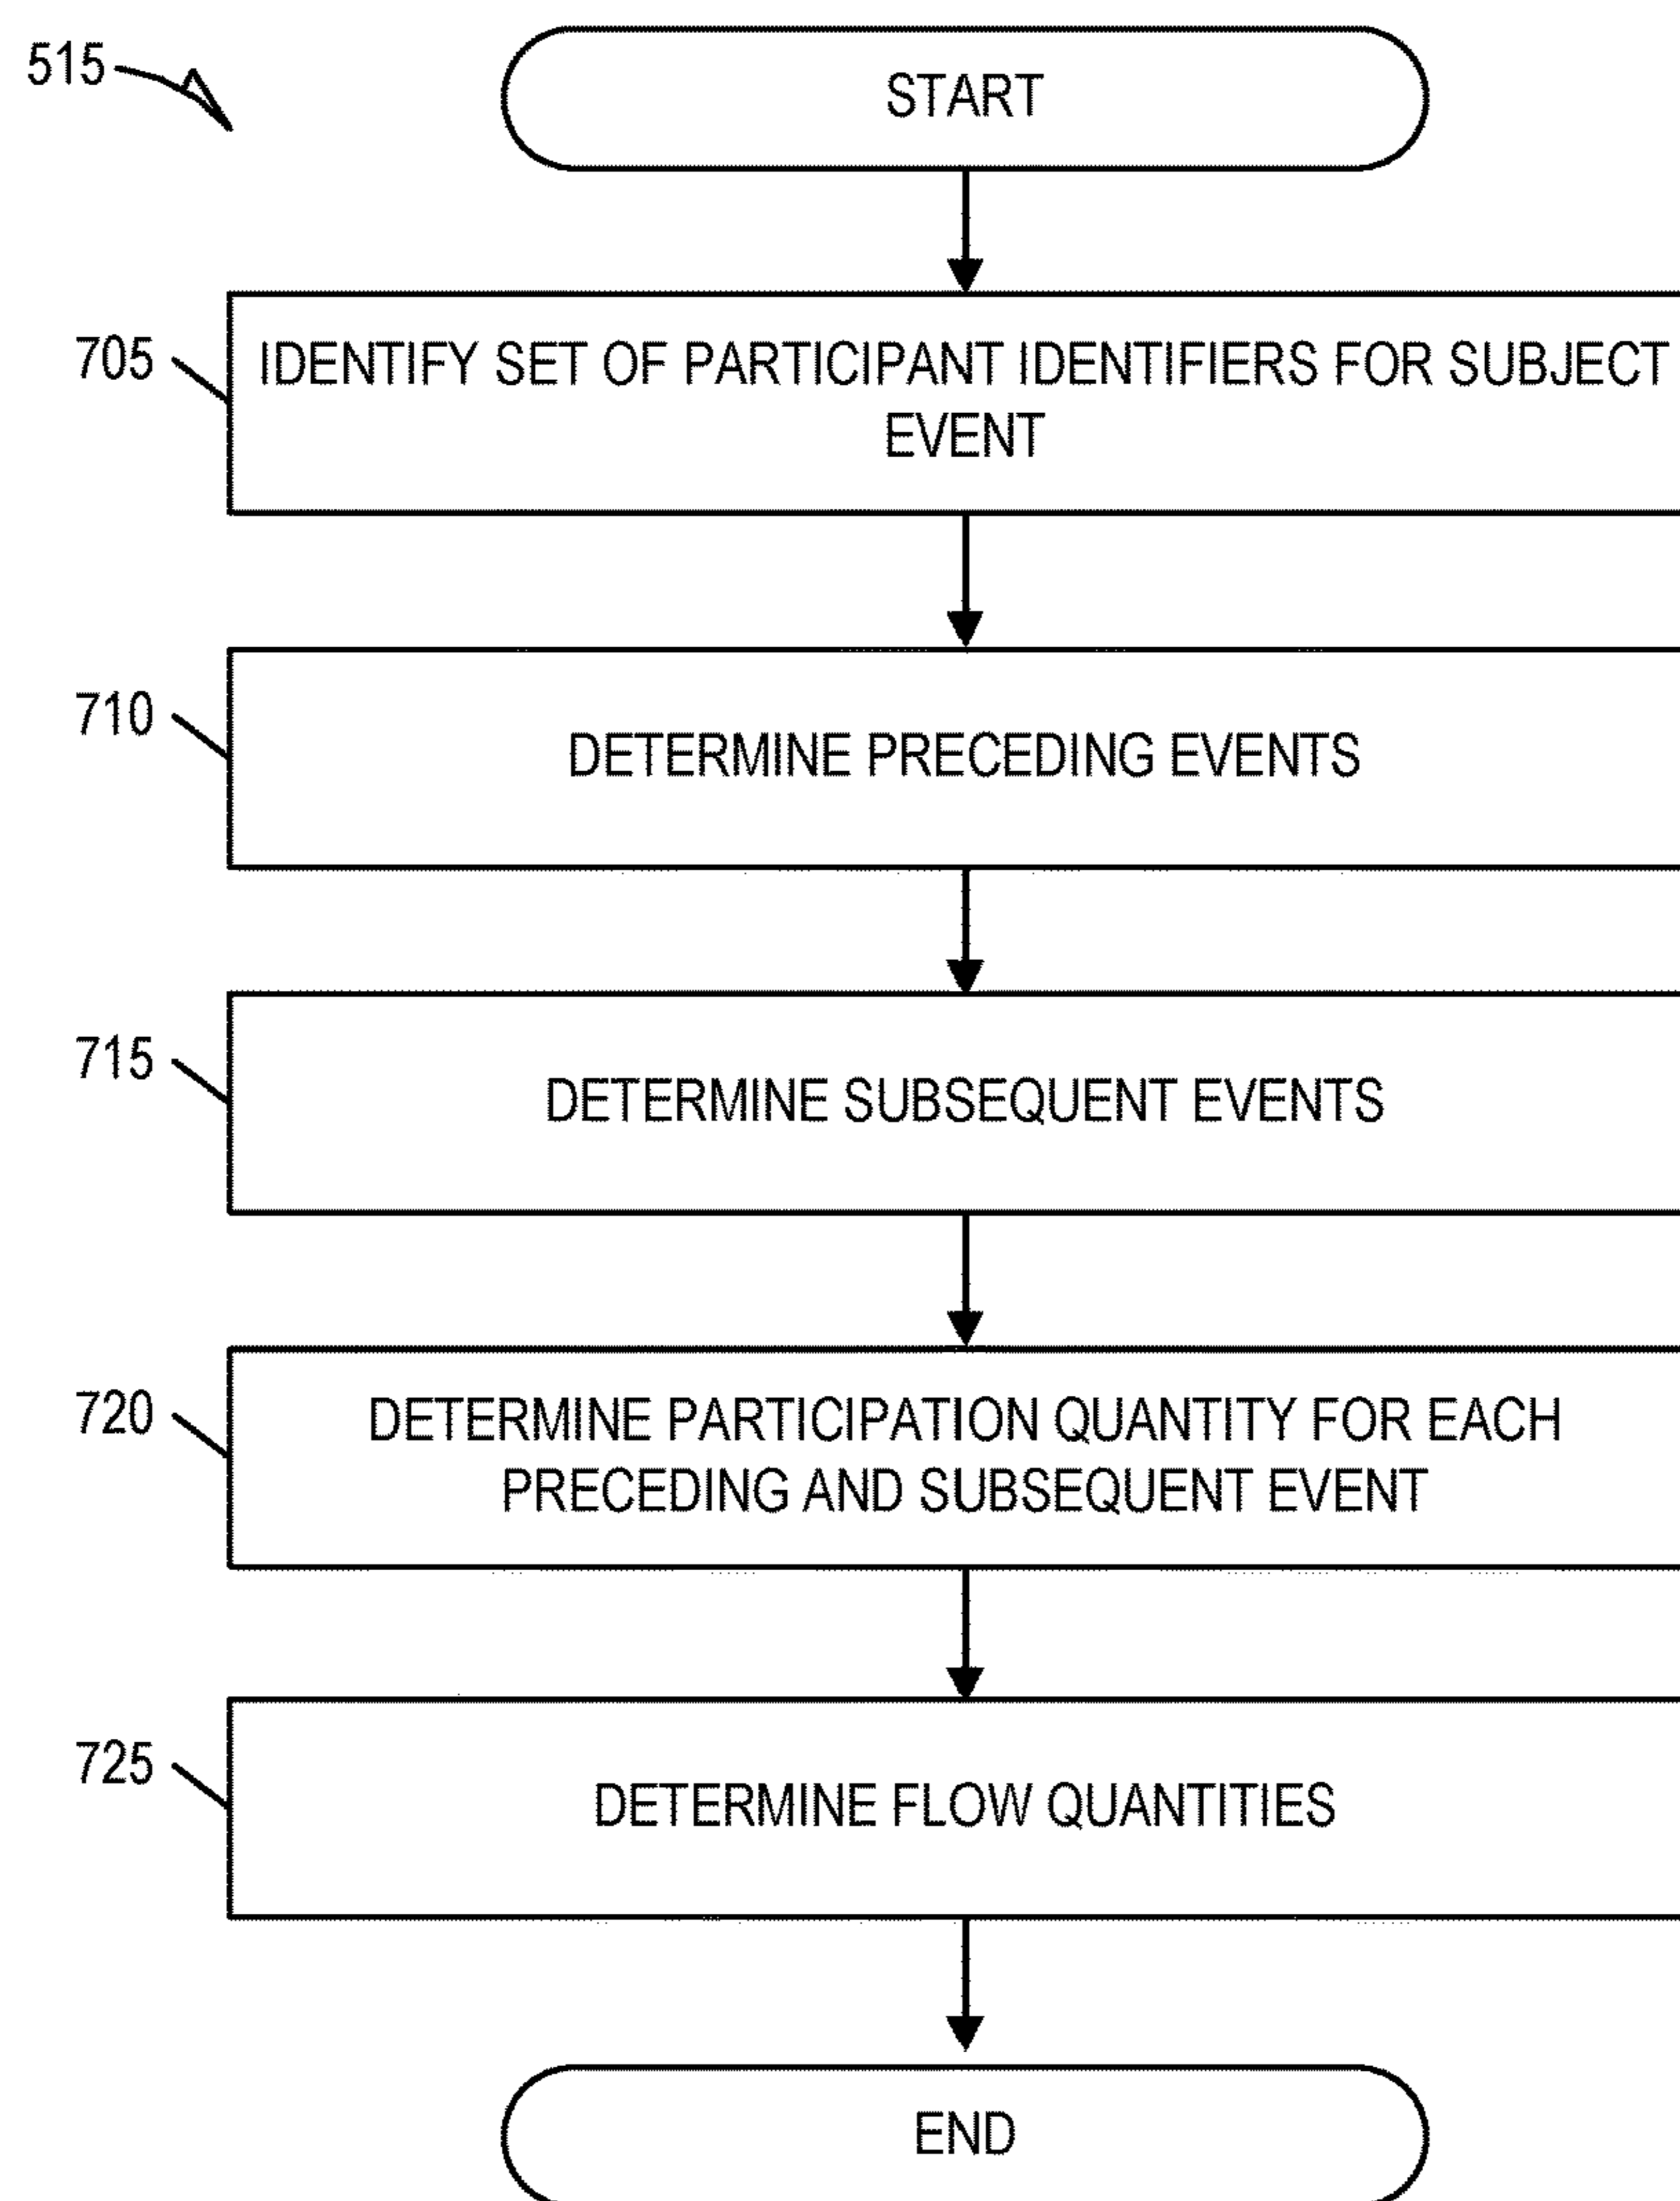 515
START
705
IDENTIFY SET OF PARTICIPANT IDENTIFIERS FOR SUBJECT
EVENT
710
DETERMINE PRECEDING EVENTS
715
DETERMINE SUBSEQUENT EVENTS
720
DETERMINE PARTICIPATION QUANTITY FOR EACH
PRECEDING AND SUBSEQUENT EVENT
725
DETERMINE FLOW QUANTITIES
END